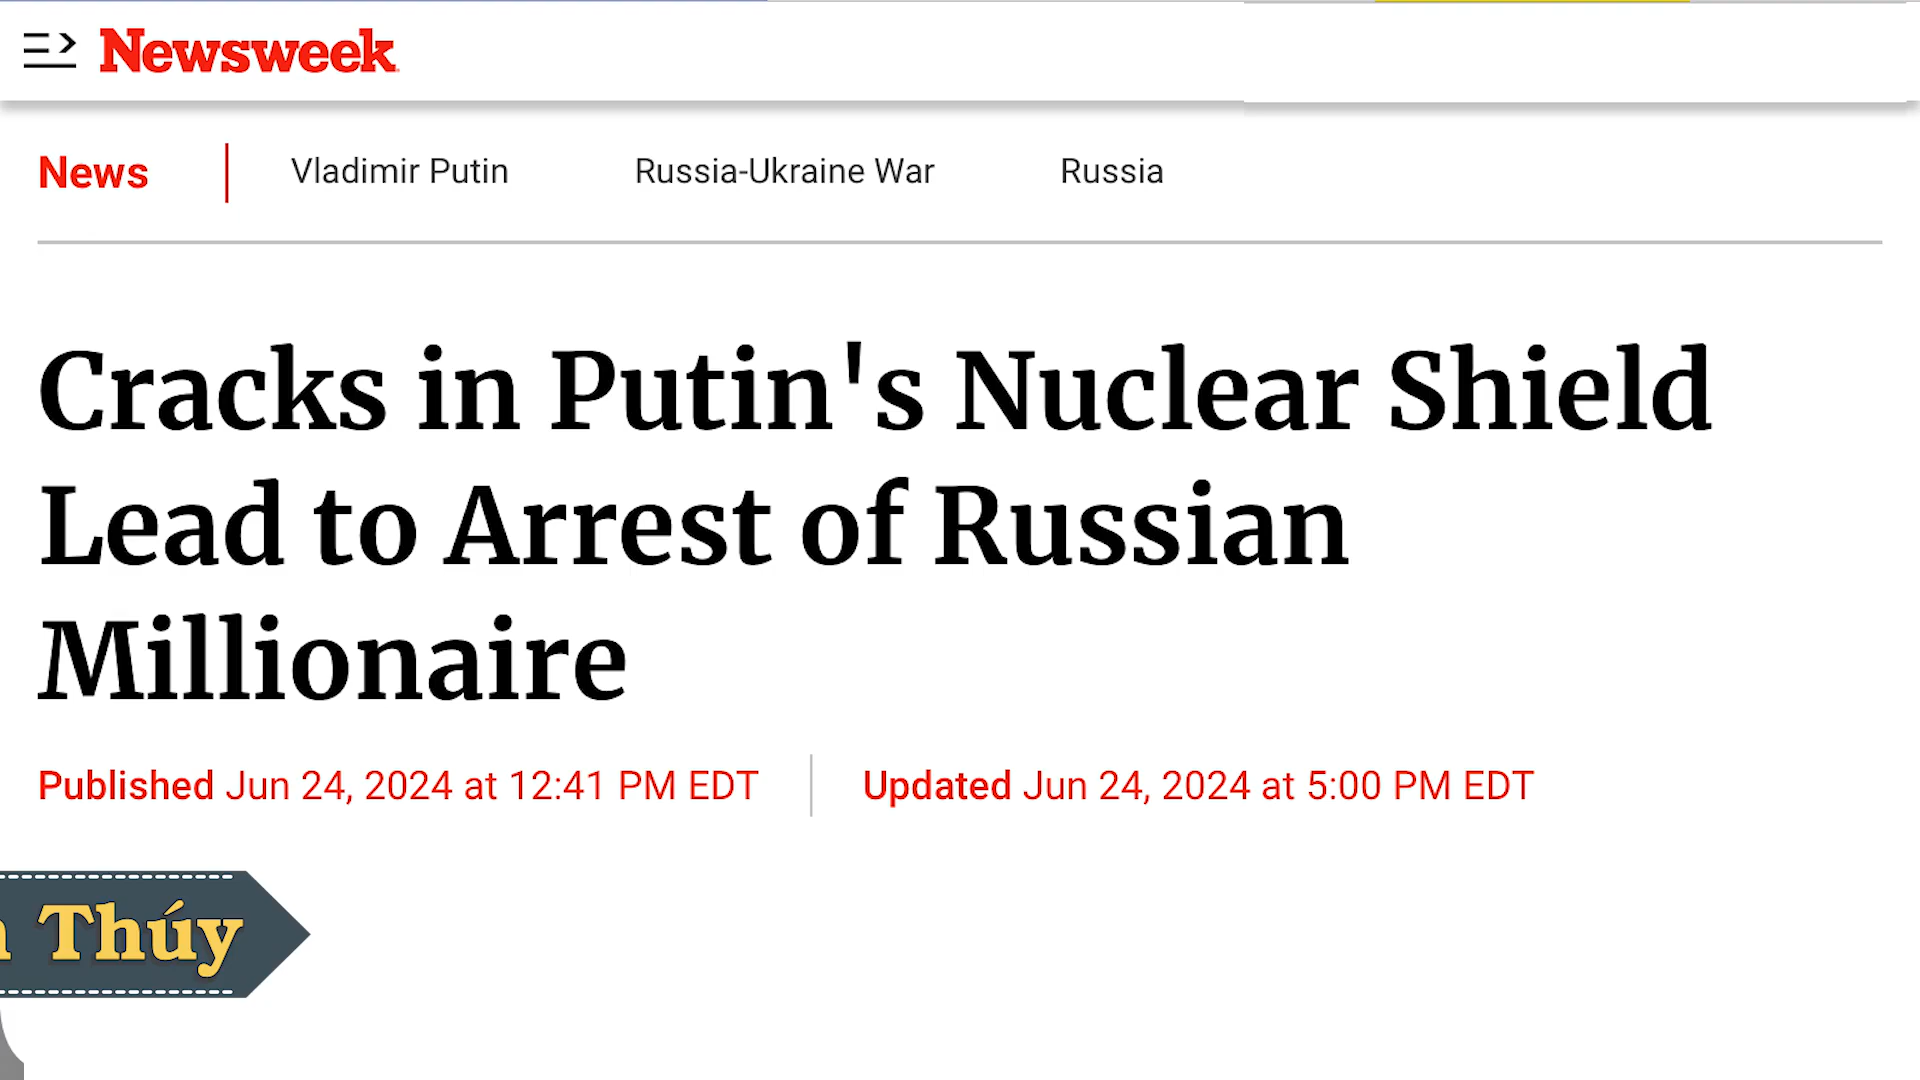 Newsweek
News Vladimir Putin Russia-Ukraine War Russia
Cracks in Putin's Nuclear Shield
Lead to Arrest of Russian
Millionaire
Published Jun 24, 2024 at 12:41 PM EDT Updated Jun 24, 2024 at 5:00 PM EDT
Thúy